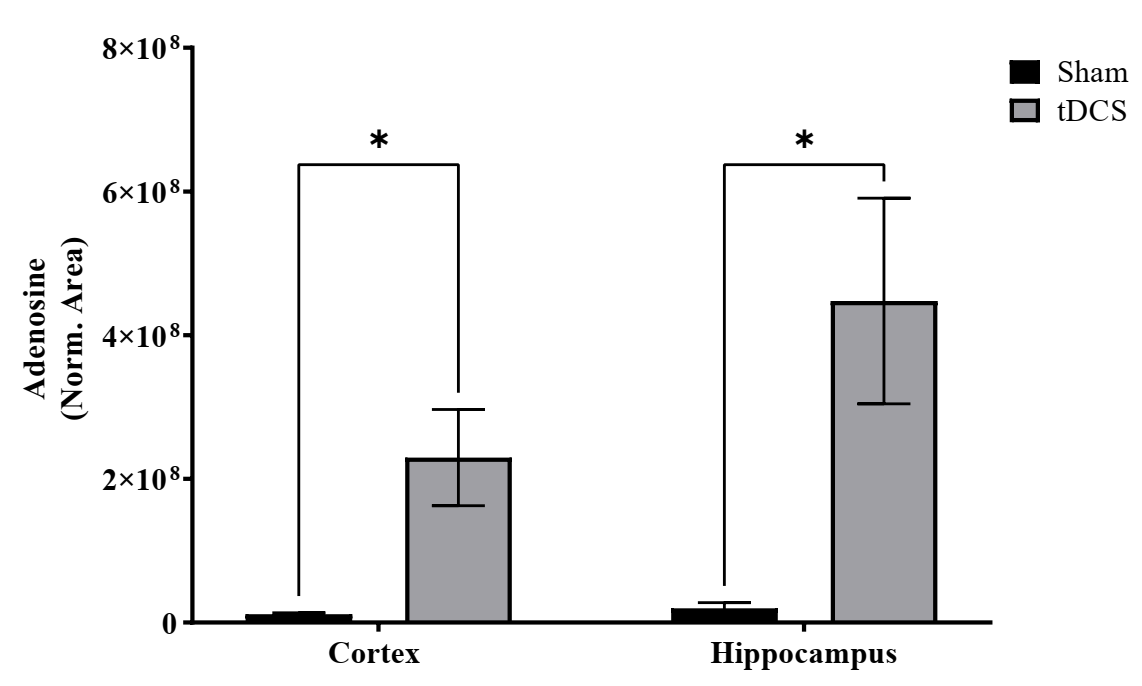 8×10⁸
6×10⁸
4×10⁸
2×10⁸
0
Adenosine
(Norm. Area)
*
*
Sham
tDCS
Cortex
Hippocampus